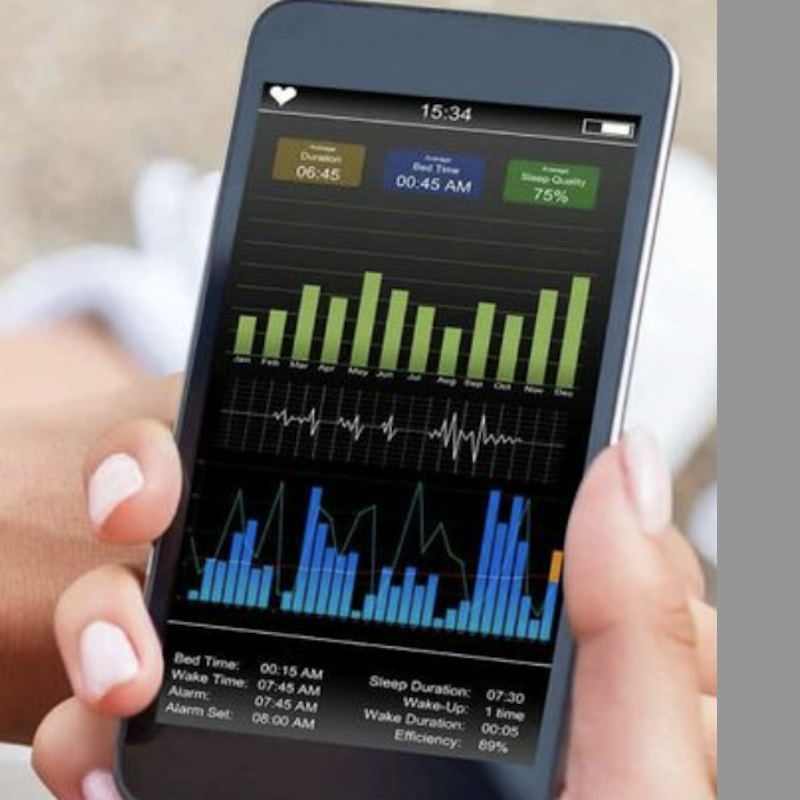 15:34
Average
Duration
06:45
Average
Bed Time
00:45 AM
Average
Sleep Quality
75%
Jan Feb Mar Apr May Jun Jul Aug Sep Oct Nov Dec
Bed Time: 00:15 AM
Wake Time: 07:45 AM
Alarm: 07:45 AM
Alarm Set: 08:00 AM
Sleep Duration: 07:30
Wake-Up: 1 time
Wake Duration: 00:05
Efficiency: 89%